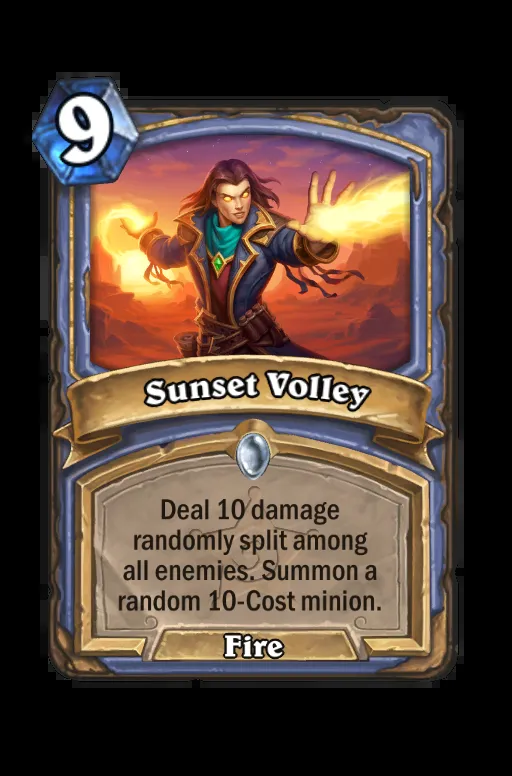 9
Sunset Volley
Deal 10 damage
randomly split among
all enemies. Summon a
random 10-Cost minion.
Fire